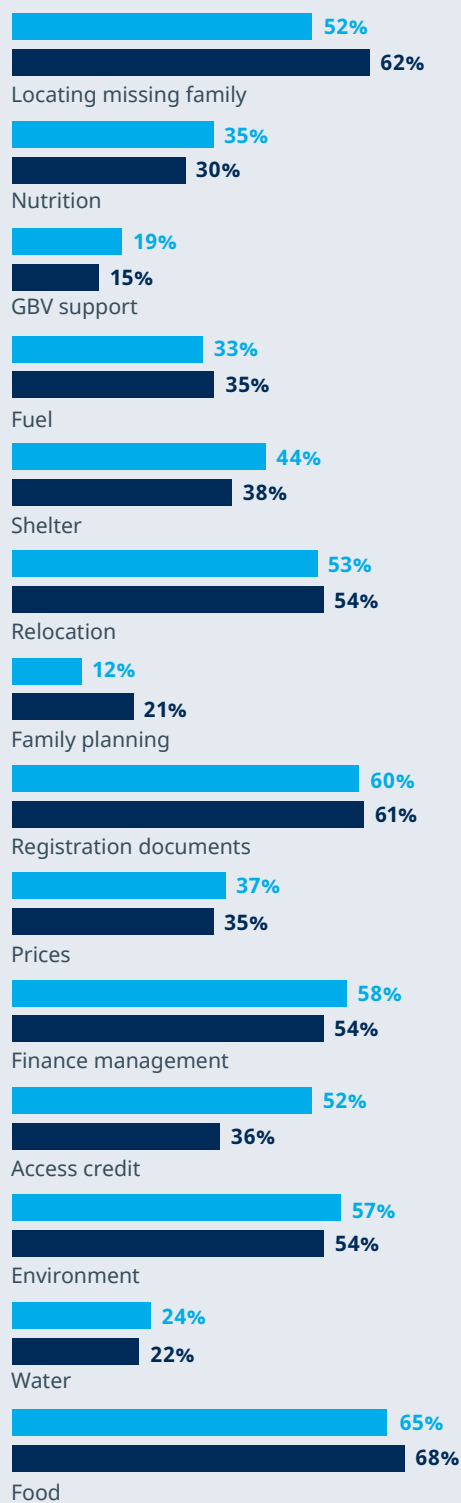 52%
62%
Locating missing family
35%
30%
Nutrition
19%
15%
GBV support
33%
35%
Fuel
44%
38%
Shelter
53%
54%
Relocation
12%
21%
Family planning
60%
61%
Registration documents
37%
35%
Prices
58%
54%
Finance management
52%
36%
Access credit
57%
54%
Environment
24%
22%
Water
65%
68%
Food